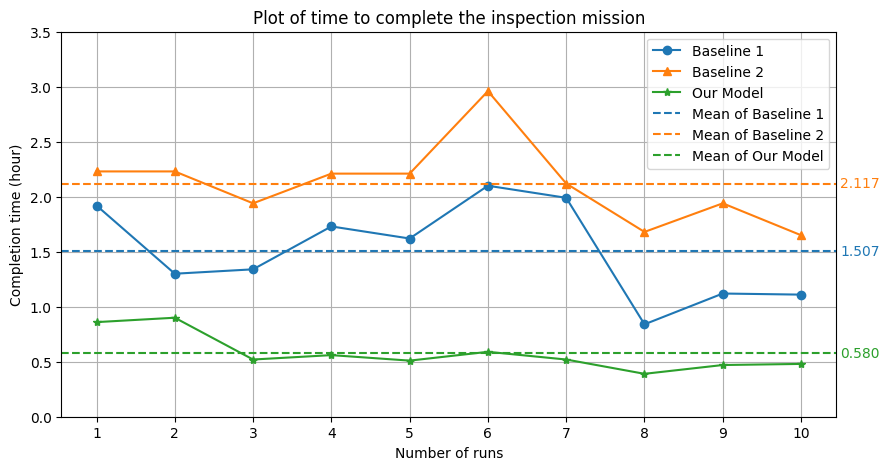 Plot of time to complete the inspection mission
3.5
3.0
2.5
2.0
1.5
1.0
0.5
0.0
Completion time (hour)
Baseline 1
Baseline 2
Our Model
Mean of Baseline 1
Mean of Baseline 2
Mean of Our Model
2.117
1.507
0.580
1 2 3 4 5 6 7 8 9 10
Number of runs